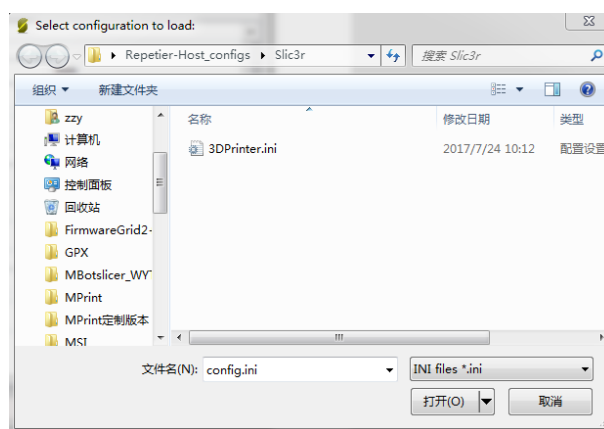 Select configuration to load:
Repetier-Host_configs Slic3r
搜索 Slic3r
组织 新建文件夹
名称 修改日期 类型
zzy
计算机
网络
控制面板
回收站
FirmwareGrid2-
GPX
MBotslicer_WY
MPrint
MPrint定制版本
MSI
3DPrinter.ini 2017/7/24 10:12 配置设置
文件名(N): config.ini INI files *.ini
打开(O) 取消